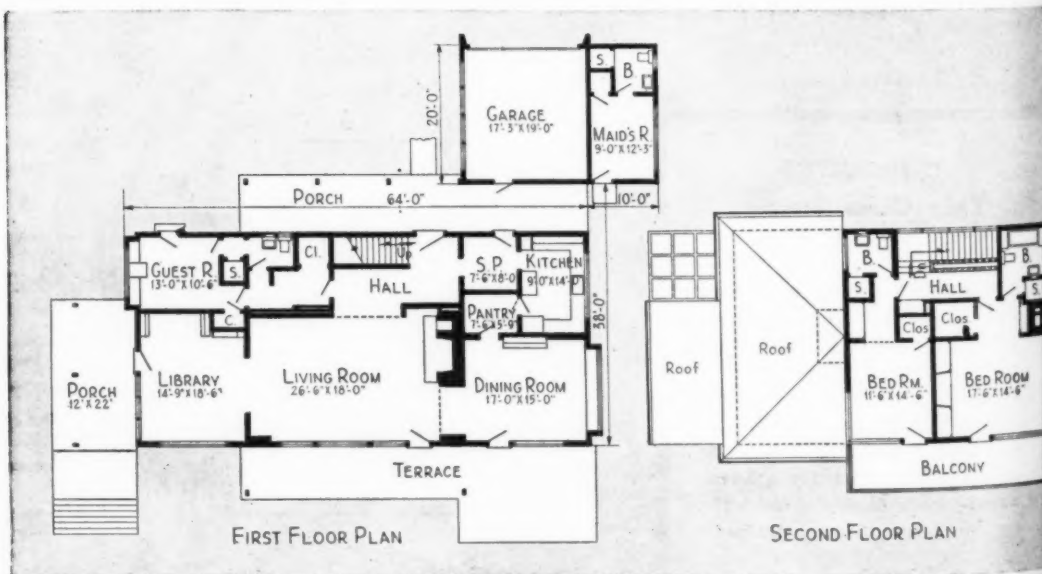 S.
B.
GARAGE
17'-3"X19'-0"
20'-0"
MAID'S R.
9'-0"X12'-3"
PORCH
64'-0"
10'-0"
GUEST R.
13'-0"X10'-6"
S.
Cl.
UP
HALL
S.P.
7'-6"X8'-0
KITCHEN
9'-0"X14'-0
PANTRY
7'-6"X5'-9"
38'-0"
C.
LIBRARY
14'-9"X18'-6"
LIVING ROOM
26'-6"X18'-0"
DINING ROOM
17'-0"X15'-0"
PORCH
12'X22'
TERRACE
FIRST FLOOR PLAN
B.
S.
HALL
B.
S.
Clos
Clos.
Roof
Roof
BED RM.
11'-6"X14'-6"
BED ROOM
17'-6"X14'-6"
BALCONY
SECOND FLOOR PLAN